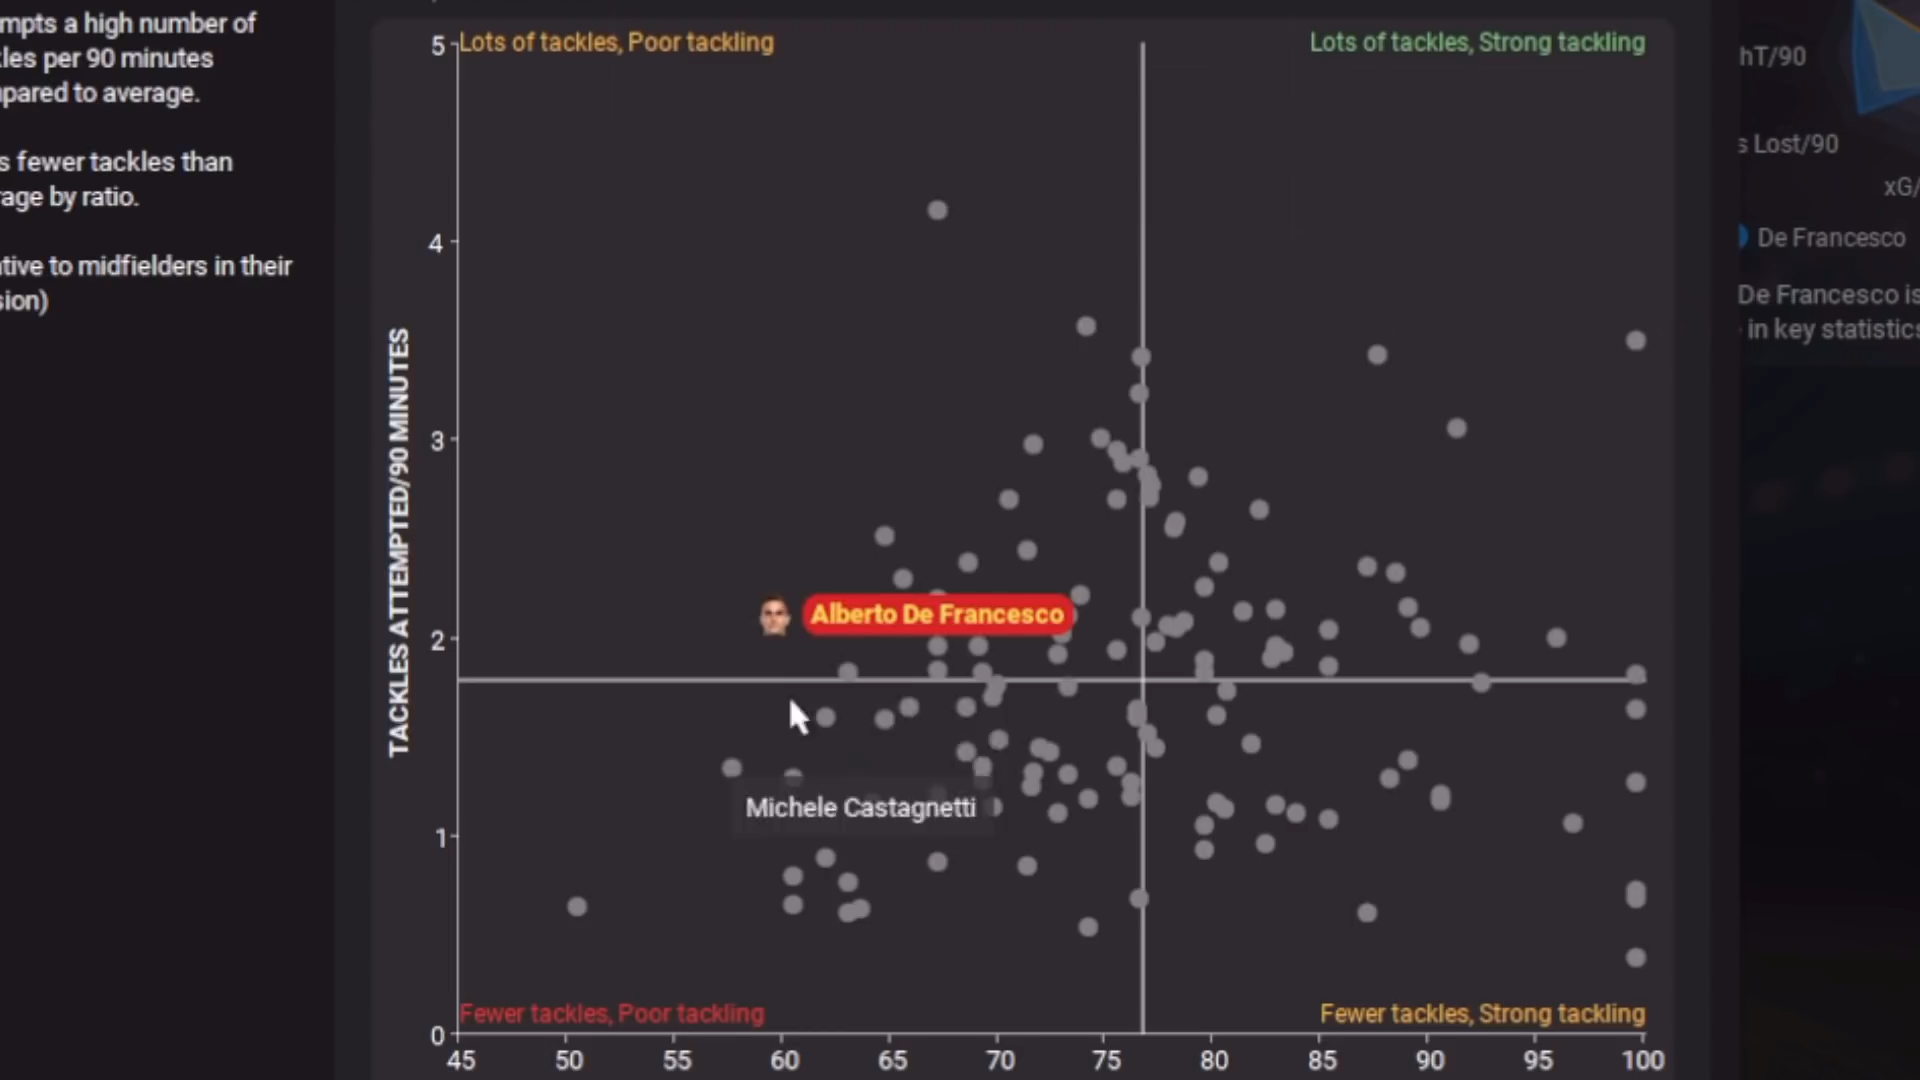 mpts a high number of
les per 90 minutes
pared to average.
s fewer tackles than
age by ratio.
tive to midfielders in their
sion)
5
Lots of tackles, Poor tackling
Lots of tackles, Strong tackling
4
3
2
1
0
TACKLES ATTEMPTED/90 MINUTES
Alberto De Francesco
Michele Castagnetti
Fewer tackles, Poor tackling
Fewer tackles, Strong tackling
45 50 55 60 65 70 75 80 85 90 95 100
hT/90
s Lost/90
xG/
De Francesco
De Francesco is
in key statistics